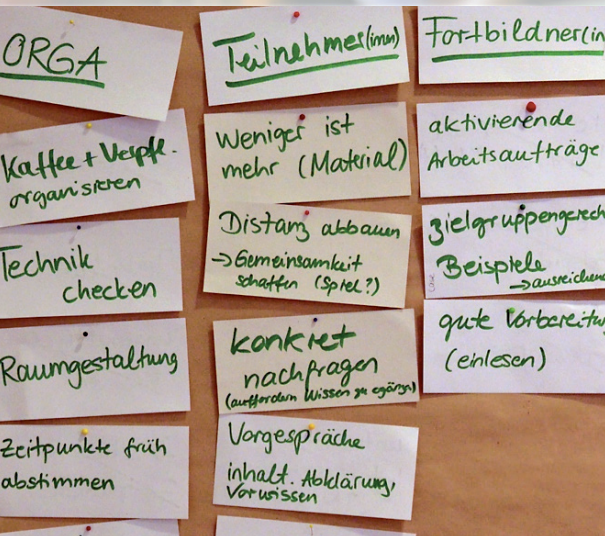 ORGA
Kaffee + Verpfl.
organisieren
Technik
checken
Raumgestaltung
Zeitpunkte früh
abstimmen
Teilnehmer(innen)
Weniger ist
mehr (Material)
Distanz abbauen
→ Gemeinsamkeit
schaffen (Spiel?)
konkret
nachfragen
(auffordern Wissen zu ergänz.)
Vorgespräche
inhalt. Abklärung,
Vorwissen
Fortbildner(in
aktivierende
Arbeitsaufträge
zielgruppengerech
Beispiele
→ ausreichend
gute Vorbereitu
(einlesen)